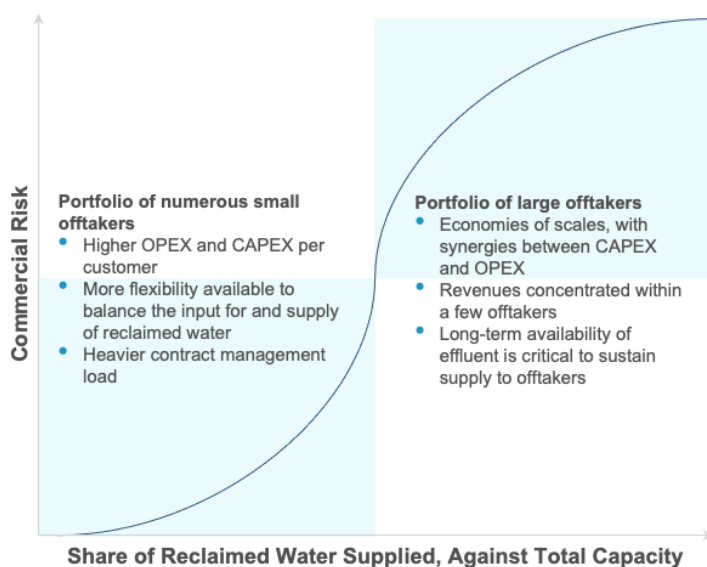 Commercial Risk
Portfolio of numerous small
offtakers
• Higher OPEX and CAPEX per
customer
• More flexibility available to
balance the input for and supply
of reclaimed water
• Heavier contract management
load
Portfolio of large offtakers
• Economies of scales, with
synergies between CAPEX
and OPEX
• Revenues concentrated within
a few offtakers
• Long-term availability of
effluent is critical to sustain
supply to offtakers
Share of Reclaimed Water Supplied, Against Total Capacity